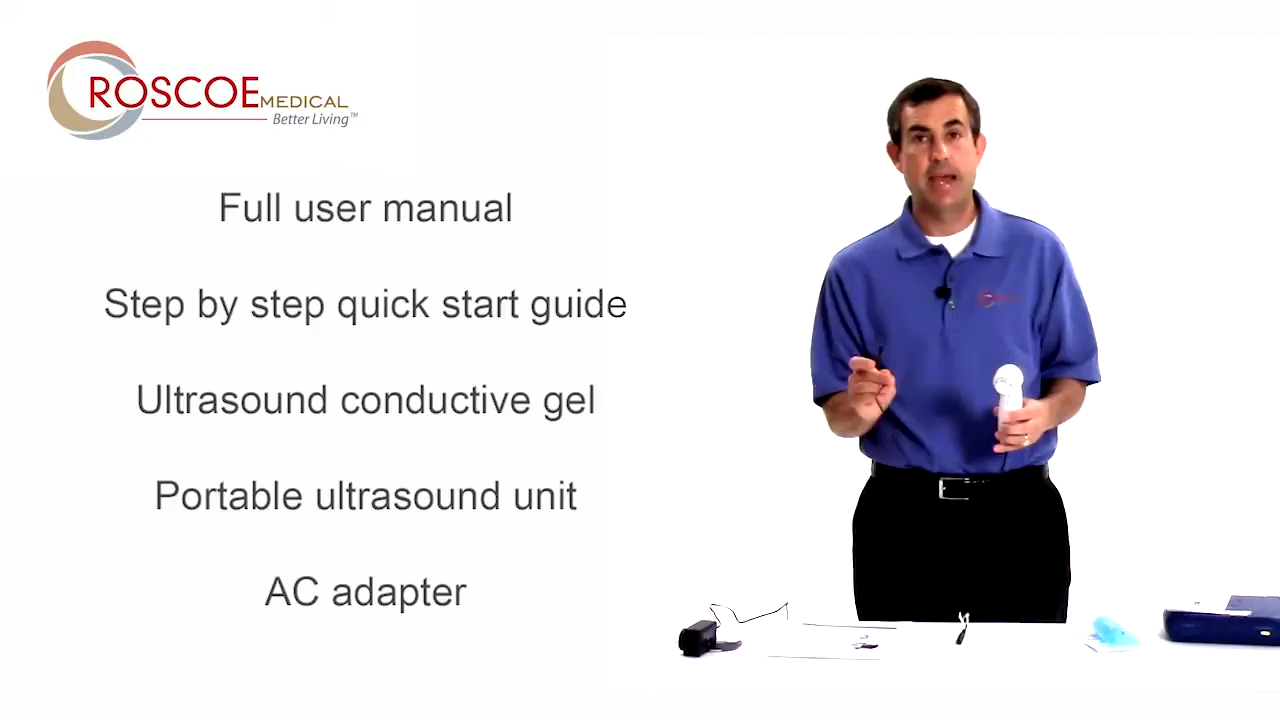 ROSCOE MEDICAL
Better Living™
Full user manual
Step by step quick start guide
Ultrasound conductive gel
Portable ultrasound unit
AC adapter